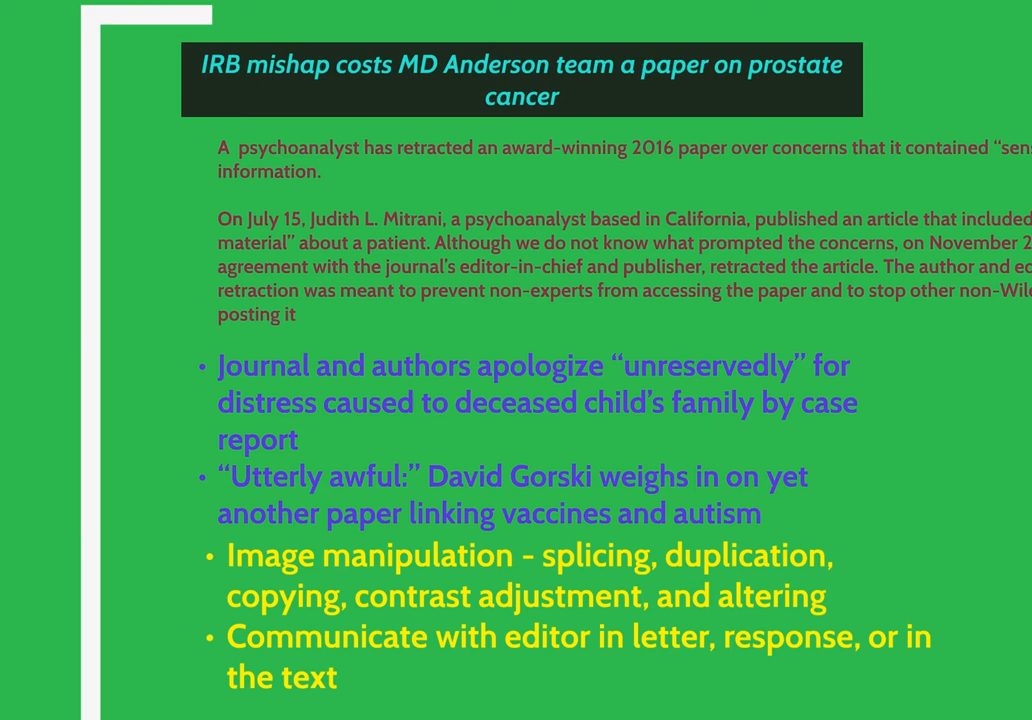 IRB mishap costs MD Anderson team a paper on prostate
cancer
A psychoanalyst has retracted an award-winning 2016 paper over concerns that it contained “sens
information.
On July 15, Judith L. Mitrani, a psychoanalyst based in California, published an article that included
material” about a patient. Although we do not know what prompted the concerns, on November 2
agreement with the journal’s editor-in-chief and publisher, retracted the article. The author and ed
retraction was meant to prevent non-experts from accessing the paper and to stop other non-Wile
posting it
• Journal and authors apologize “unreservedly” for
distress caused to deceased child’s family by case
report
• “Utterly awful:” David Gorski weighs in on yet
another paper linking vaccines and autism
• Image manipulation - splicing, duplication,
copying, contrast adjustment, and altering
• Communicate with editor in letter, response, or in
the text